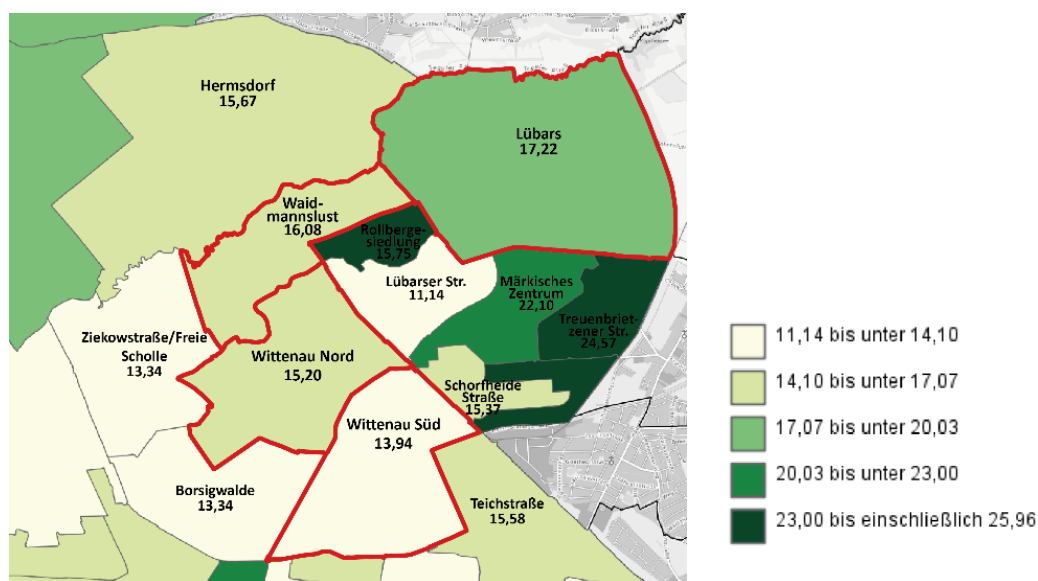 Hermsdorf
15,67
Lübars
17,22
Waid-
mannslust
16,08
Rollberge-
siedlung
15,75
Lübarser Str.
11,14
Märkisches
Zentrum
22,10
Treuenbriet-
zener Str.
24,57
Ziekowstraße/Freie
Scholle
13,34
Wittenau Nord
15,20
Schorfheide
Straße
15,37
Wittenau Süd
13,94
Borsigwalde
13,34
Teichstraße
15,58
11,14 bis unter 14,10
14,10 bis unter 17,07
17,07 bis unter 20,03
20,03 bis unter 23,00
23,00 bis einschließlich 25,96